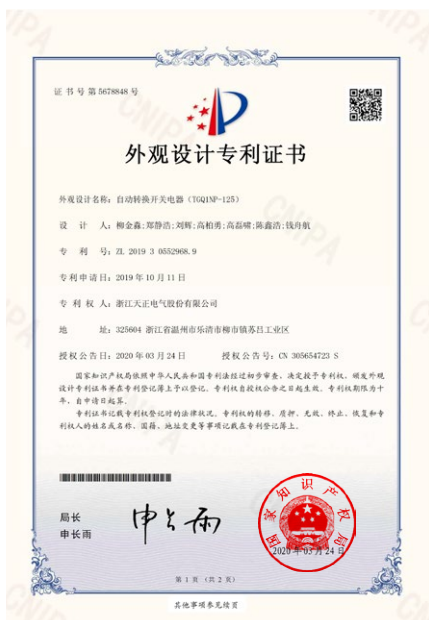 证书号第5678848号
外观设计专利证书
外观设计名称：自动转换开关电器（TGQ1NP-125）
设 计 人：柳金鑫;郑静浩;刘辉;高柏勇;高磊啸;陈鑫浩;钱舟航
专 利 号：ZL 2019 3 0552968.9
专利申请日：2019年10月11日
专 利 权 人：浙江天正电气股份有限公司
地 址：325604 浙江省温州市乐清市柳市镇苏吕工业区
授权公告日：2020年03月24日 授权公告号：CN 305654723 S
国家知识产权局依照中华人民共和国专利法经过初步审查，决定授予专利权，颁发外观
设计专利证书并在专利登记簿上予以登记。专利权自授权公告之日起生效。专利权期限为十
年，自申请日起算。
专利证书记载专利权登记时的法律状况。专利权的转移、质押、无效、终止、恢复和专
利权人的姓名或名称、国籍、地址变更等事项记载在专利登记簿上。
局长
申长雨
申长雨
国家知识产权局
2020年03月24日
第 1 页（共 2 页）
其他事项参见续页